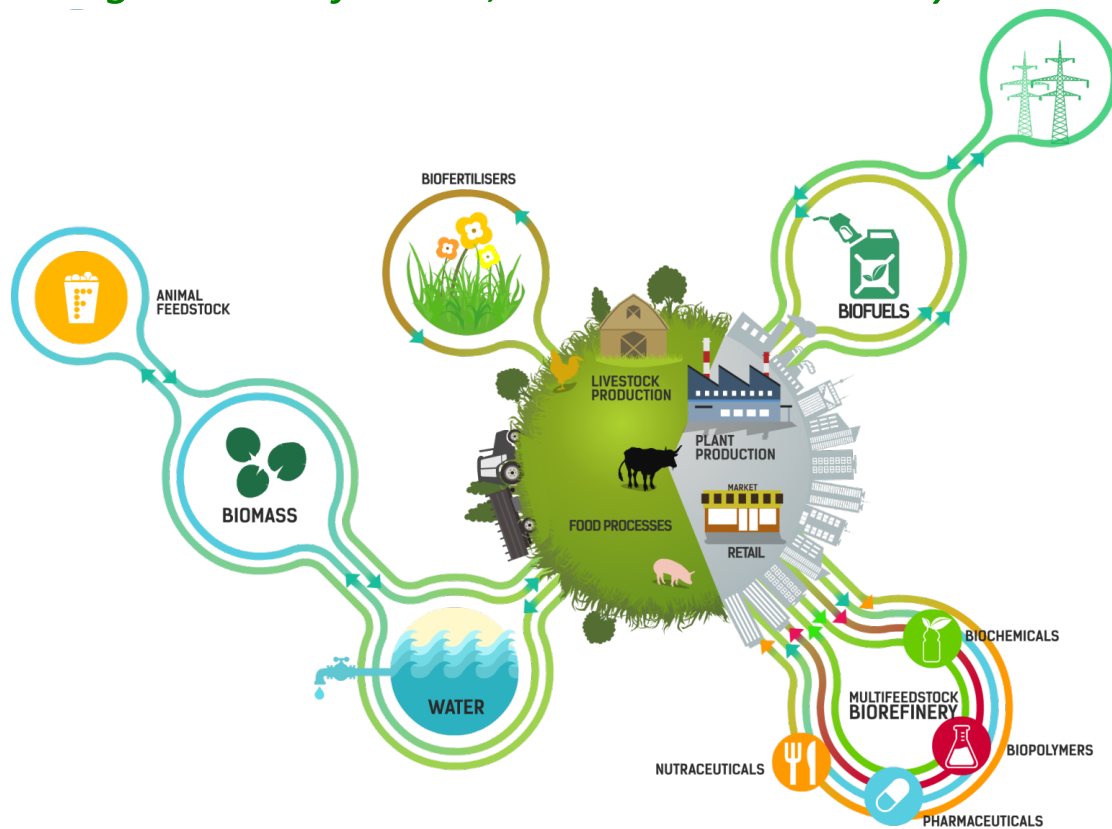 BIOFERTILISERS
ANIMAL
FEEDSTOCK
BIOFUELS
LIVESTOCK
PRODUCTION
PLANT
PRODUCTION
MARKET
BIOMASS
FOOD PROCESSES
RETAIL
WATER
BIOCHEMICALS
MULTIFEEDSTOCK
BIOREFINERY
BIOPOLYMERS
NUTRACEUTICALS
PHARMACEUTICALS